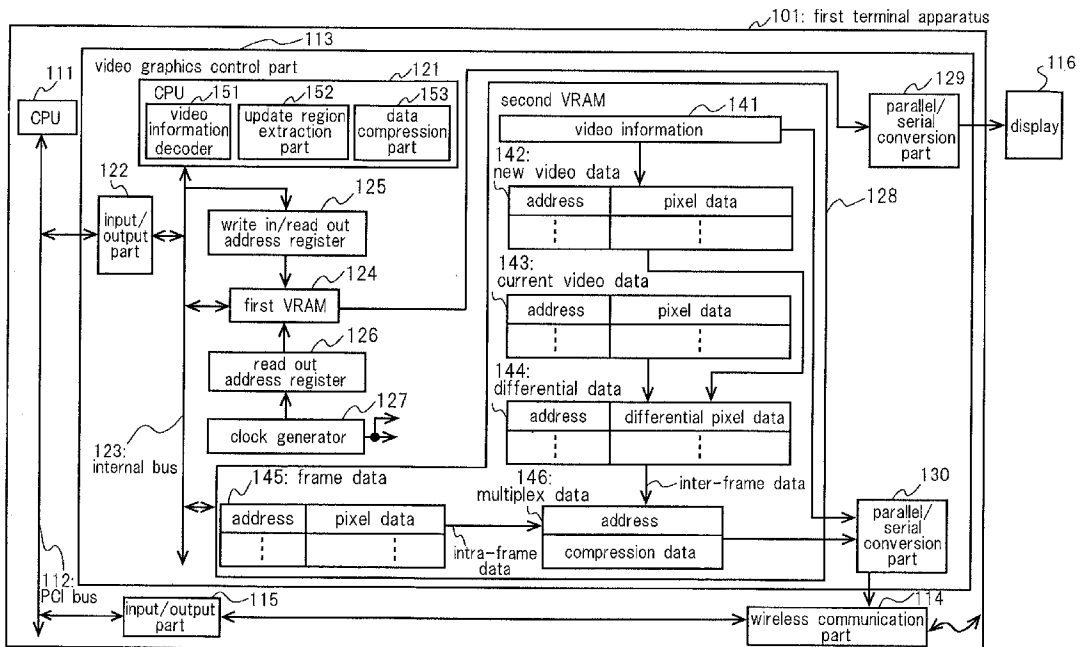 101: first terminal apparatus
113
video graphics control part
121
111
CPU
CPU
151
video
information
decoder
152
update region
extraction
part
153
data
compression
part
second VRAM
141
video information
129
parallel/
serial
conversion
part
116
display
122
input/
output
part
125
write in/read out
address register
142:
new video data
address
pixel data
128
124
first VRAM
143:
current video data
address
pixel data
126
read out
address register
144:
differential data
address
differential pixel data
127
clock generator
123:
internal bus
145: frame data
address
pixel data
intra-frame
data
146:
multiplex data
inter-frame data
address
compression data
130
parallel/
serial
conversion
part
112:
PCI bus
115
input/output
part
114
wireless communication
part